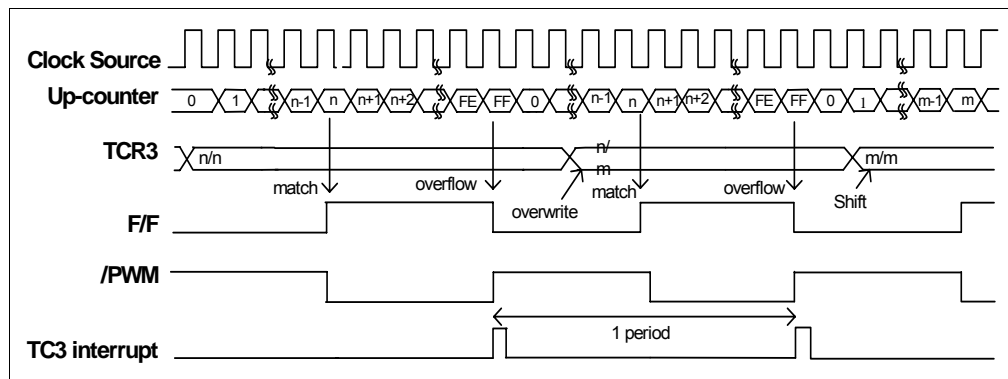 Clock Source
Up-counter 0 1 n-1 n n+1 n+2 FE FF 0 n-1 n n+1 n+2 FE FF 0 1 m-1 m
TCR3 n/n n/ m/m
m
match overflow overwrite match overflow Shift
F/F
/PWM
1 period
TC3 interrupt